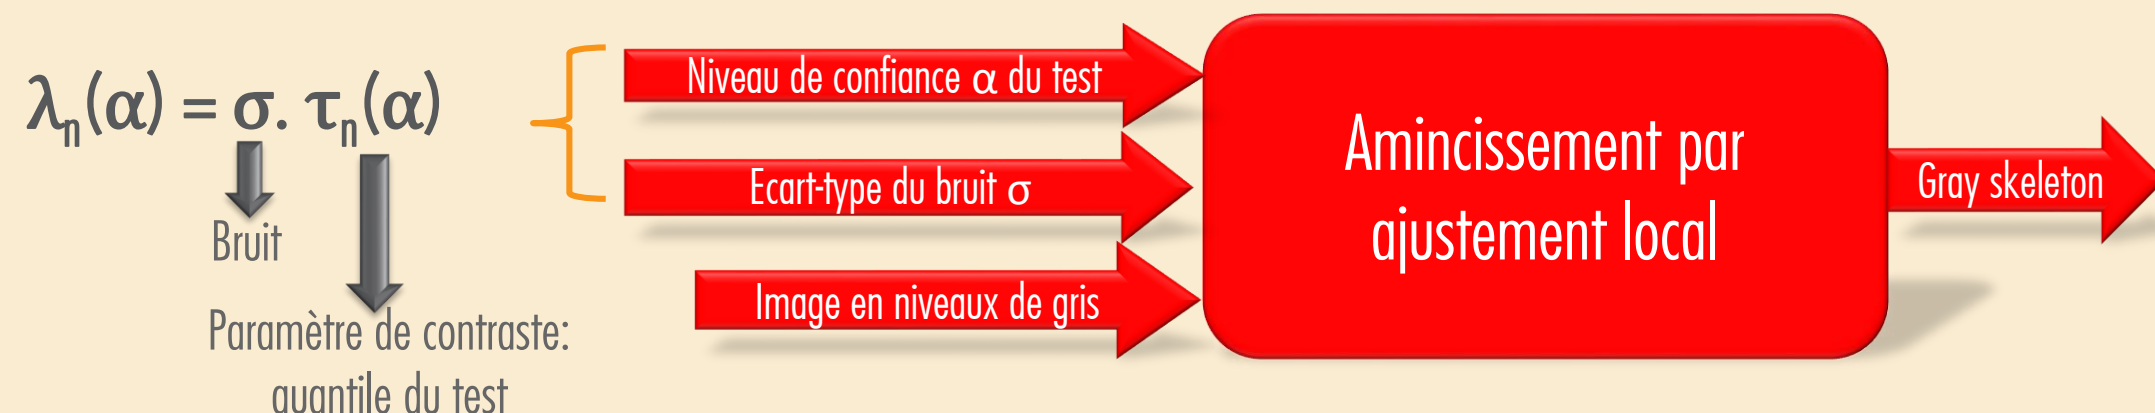 λn(α) = σ. τn(α)
Bruit
Paramètre de contraste:
quantile du test
Niveau de confiance α du test
Ecart-type du bruit σ
Image en niveaux de gris
Amincissement par
ajustement local
Gray skeleton